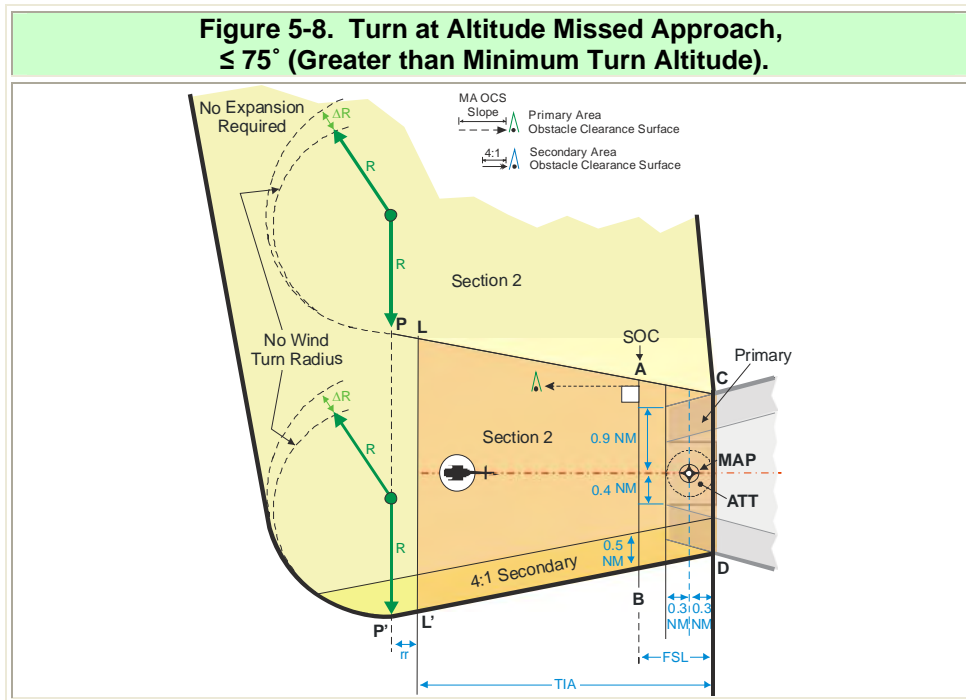 Figure 5-8. Turn at Altitude Missed Approach,
≤ 75˚ (Greater than Minimum Turn Altitude).
No Expansion
Required
ΔR
R
R
MA OCS
Slope
Primary Area
Obstacle Clearance Surface
4:1
Secondary Area
Obstacle Clearance Surface
Section 2
P
L
No Wind
Turn Radius
SOC
A
Primary
C
ΔR
R
R
Section 2
0.9 NM
MAP
0.4 NM
ATT
0.5
NM
4:1 Secondary
D
B
0.3
NM
0.3
NM
P'
L'
rr
FSL
TIA